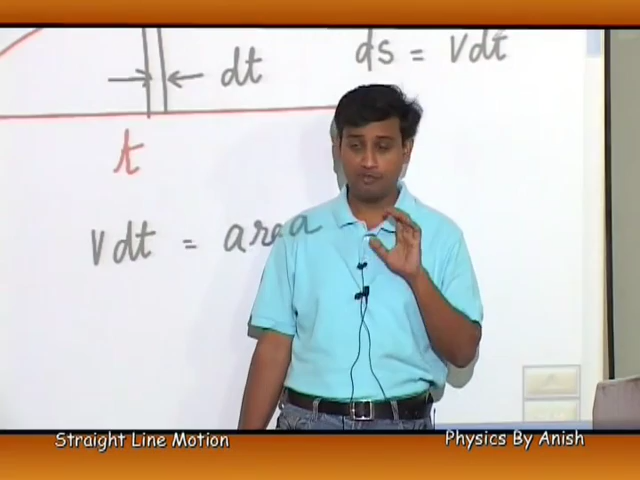 dt
ds = Vdt
t
Vdt = area
Straight Line Motion
Physics By Anish